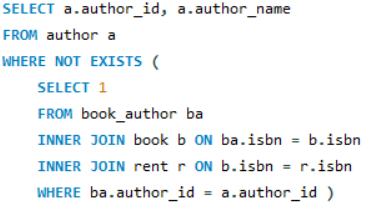 SELECT a.author_id, a.author_name
FROM author a
WHERE NOT EXISTS (
    SELECT 1
    FROM book_author ba
    INNER JOIN book b ON ba.isbn = b.isbn
    INNER JOIN rent r ON b.isbn = r.isbn
    WHERE ba.author_id = a.author_id )